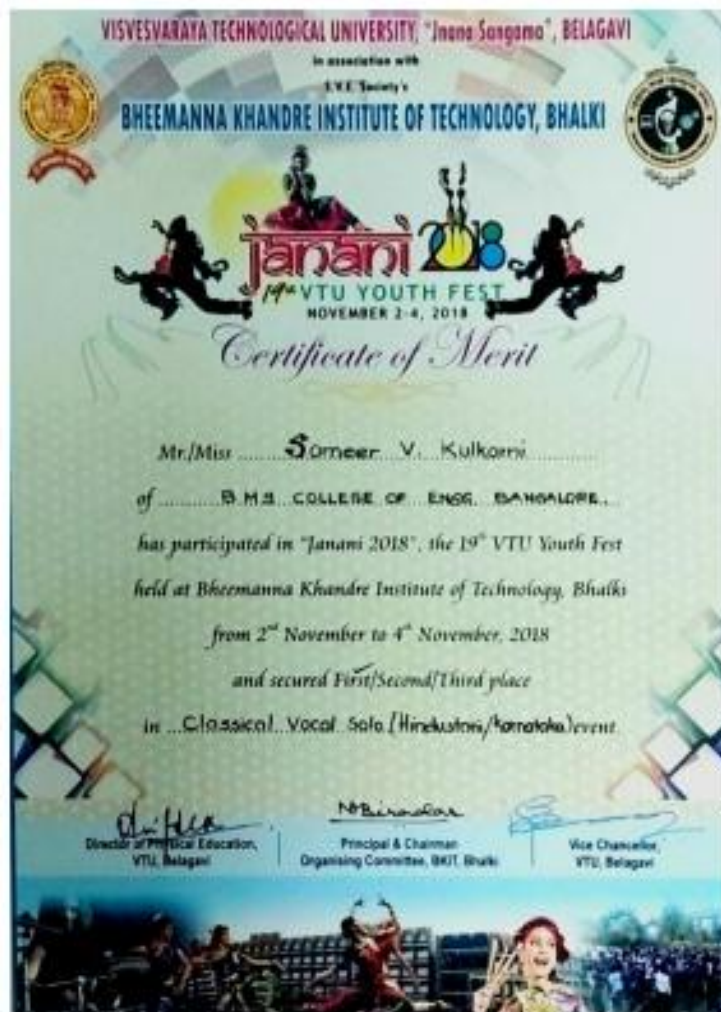 VISVESVARAYA TECHNOLOGICAL UNIVERSITY, "Jnana Sangama", BELAGAVI
in association with
S.V.E. Society's
BHEEMANNA KHANDRE INSTITUTE OF TECHNOLOGY, BHALKI
janani 2018
19th VTU YOUTH FEST
NOVEMBER 2-4, 2018
Certificate of Merit
Mr./Miss ........ Sameer V. Kulkarni ............
of ............ B.M.S COLLEGE OF ENGG. BANGALORE.
has participated in "Janani 2018", the 19th VTU Youth Fest
held at Bheemanna Khandre Institute of Technology, Bhalki
from 2nd November to 4th November, 2018
and secured First/Second/Third place
in ... Classical Vocal Solo (Hindustani/Karnataka) event
Director of Physical Education,
VTU, Belagavi
Principal & Chairman
Organising Committee, BKIT, Bhalki
Vice Chancellor,
VTU, Belagavi